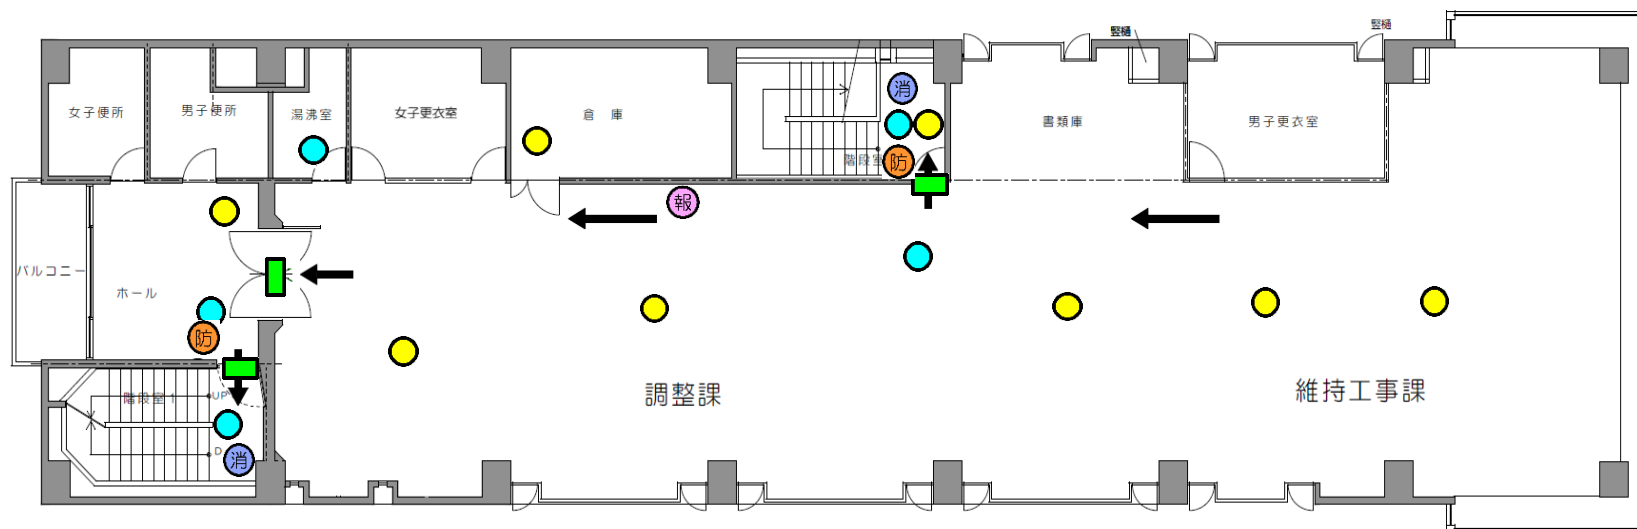 竪樋
竪樋
女子便所
男子便所
湯沸室
女子更衣室
倉 庫
消
書類庫
男子更衣室
階段室
防
報
バルコニー
ホール
防
調整課
維持工事課
階段室1
UP
D
消